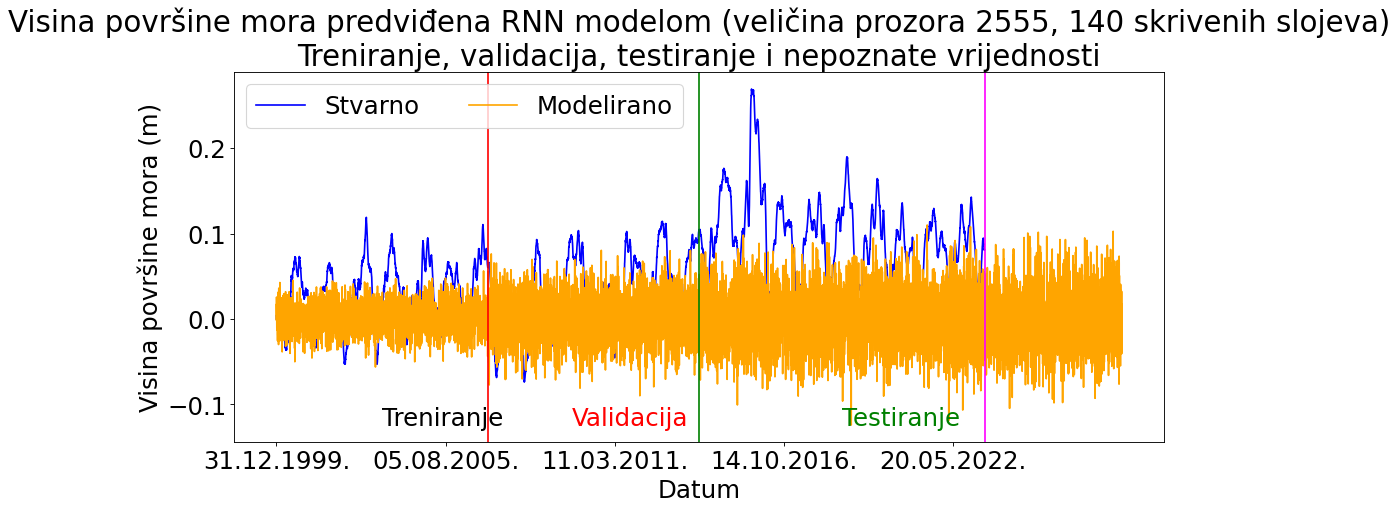 Visina površine mora predviđena RNN modelom (veličina prozora 2555, 140 skrivenih slojeva)
Treniranje, validacija, testiranje i nepoznate vrijednosti
Stvarno Modelirano
Visina površine mora (m)
0.2
0.1
0.0
−0.1
Treniranje Validacija Testiranje
31.12.1999. 05.08.2005. 11.03.2011. 14.10.2016. 20.05.2022.
Datum